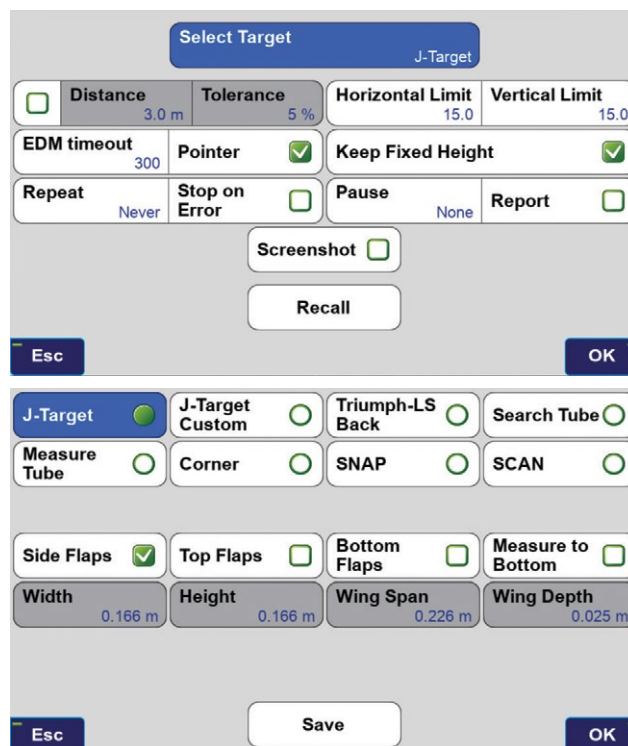 Select Target
J-Target
Distance Tolerance Horizontal Limit Vertical Limit
3.0 m 5 % 15.0 15.0
EDM timeout
300
Pointer
Keep Fixed Height
Repeat
Never
Stop on
Error
Pause
None
Report
Screenshot
Recall
Esc
OK
J-Target
J-Target
Custom
Triumph-LS
Back
Search Tube
Measure
Tube
Corner
SNAP
SCAN
Side Flaps
Top Flaps
Bottom
Flaps
Measure to
Bottom
Width Height Wing Span Wing Depth
0.166 m 0.166 m 0.226 m 0.025 m
Save
Esc
OK